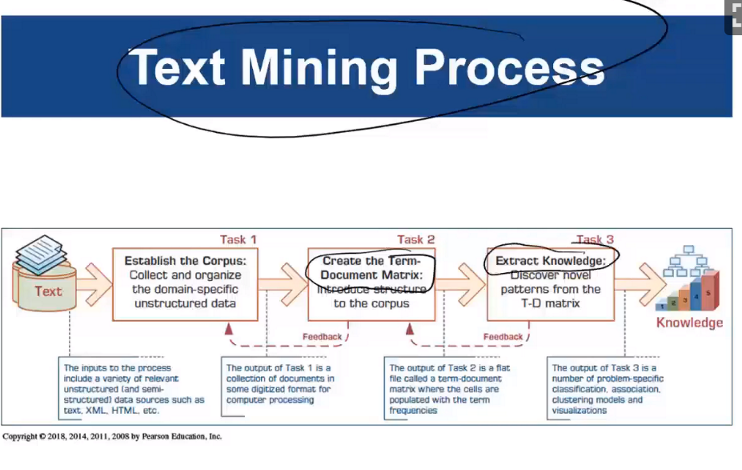 Text Mining Process
Task 1
Task 2
Task 3
Text
Establish the Corpus:
Collect and organize
the domain-specific
unstructured data
Create the Term-
Document Matrix:
Introduce structure
to the corpus
Extract Knowledge:
Discover novel
patterns from the
T-D matrix
1 2 3 4 5
Knowledge
Feedback
Feedback
The inputs to the process
include a variety of relevant
unstructured (and semi-
structured) data sources such as
text, XML, HTML, etc.
The output of Task 1 is a
collection of documents in
some digitized format for
computer processing
The output of Task 2 is a flat
file called a term-document
matrix where the cells are
populated with the term
frequencies
The output of Task 3 is a
number of problem-specific
classification, association,
clustering models and
visualizations
Copyright © 2018, 2014, 2011, 2008 by Pearson Education, Inc.